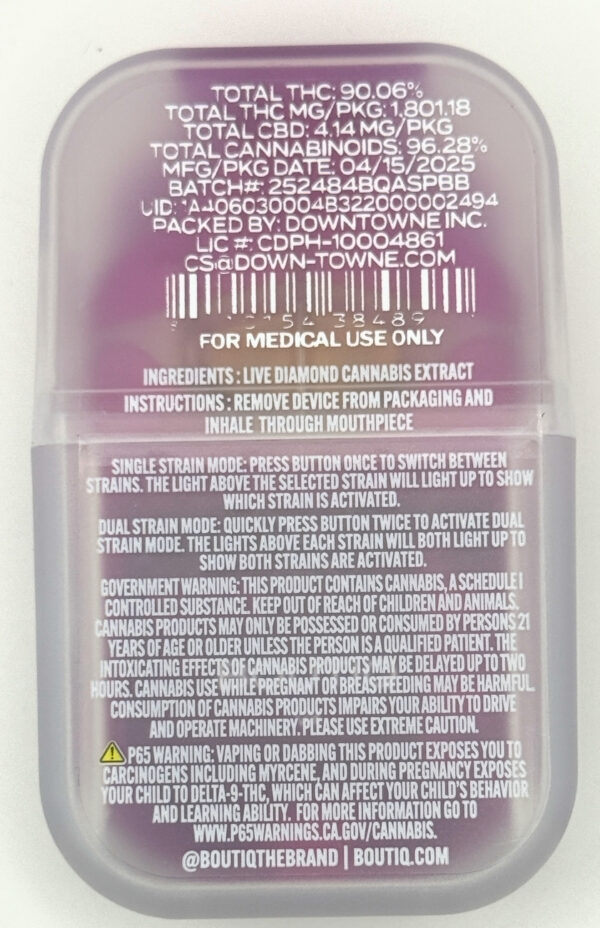 TOTAL THC: 90.06%
TOTAL THC MG/PKG: 1,801.18
TOTAL CBD: 4.14 MG/PKG
TOTAL CANNABINOIDS: 96.28%
MFG/PKG DATE: 04/15/2025
BATCH#: 252484BQASPBB
UID: 1A406030004B322000002494
PACKED BY: DOWNTOWNE INC.
LIC #: CDPH-10004861
CS@DOWN-TOWNE.COM
38489
FOR MEDICAL USE ONLY
INGREDIENTS : LIVE DIAMOND CANNABIS EXTRACT
INSTRUCTIONS : REMOVE DEVICE FROM PACKAGING AND
INHALE THROUGH MOUTHPIECE
SINGLE STRAIN MODE: PRESS BUTTON ONCE TO SWITCH BETWEEN
STRAINS. THE LIGHT ABOVE THE SELECTED STRAIN WILL LIGHT UP TO SHOW
WHICH STRAIN IS ACTIVATED.
DUAL STRAIN MODE: QUICKLY PRESS BUTTON TWICE TO ACTIVATE DUAL
STRAIN MODE. THE LIGHTS ABOVE EACH STRAIN WILL BOTH LIGHT UP TO
SHOW BOTH STRAINS ARE ACTIVATED.
GOVERNMENT WARNING: THIS PRODUCT CONTAINS CANNABIS, A SCHEDULE I
CONTROLLED SUBSTANCE. KEEP OUT OF REACH OF CHILDREN AND ANIMALS.
CANNABIS PRODUCTS MAY ONLY BE POSSESSED OR CONSUMED BY PERSONS 21
YEARS OF AGE OR OLDER UNLESS THE PERSON IS A QUALIFIED PATIENT. THE
INTOXICATING EFFECTS OF CANNABIS PRODUCTS MAY BE DELAYED UP TO TWO
HOURS. CANNABIS USE WHILE PREGNANT OR BREASTFEEDING MAY BE HARMFUL.
CONSUMPTION OF CANNABIS PRODUCTS IMPAIRS YOUR ABILITY TO DRIVE
AND OPERATE MACHINERY. PLEASE USE EXTREME CAUTION.
P65 WARNING: VAPING OR DABBING THIS PRODUCT EXPOSES YOU TO
CARCINOGENS INCLUDING MYRCENE, AND DURING PREGNANCY EXPOSES
YOUR CHILD TO DELTA-9-THC, WHICH CAN AFFECT YOUR CHILD'S BEHAVIOR
AND LEARNING ABILITY. FOR MORE INFORMATION GO TO
WWW.P65WARNINGS.CA.GOV/CANNABIS.
@BOUTIQTHEBRAND | BOUTIQ.COM